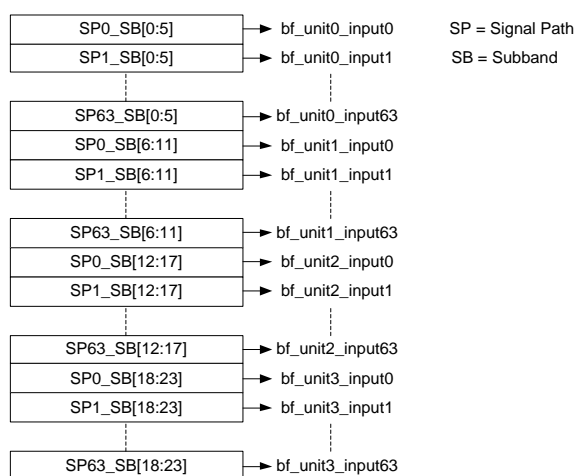 SP0_SB[0:5] bf_unit0_input0 SP = Signal Path
SP1_SB[0:5] bf_unit0_input1 SB = Subband
SP63_SB[0:5] bf_unit0_input63
SP0_SB[6:11] bf_unit1_input0
SP1_SB[6:11] bf_unit1_input1
SP63_SB[6:11] bf_unit1_input63
SP0_SB[12:17] bf_unit2_input0
SP1_SB[12:17] bf_unit2_input1
SP63_SB[12:17] bf_unit2_input63
SP0_SB[18:23] bf_unit3_input0
SP1_SB[18:23] bf_unit3_input1
SP63_SB[18:23] bf_unit3_input63